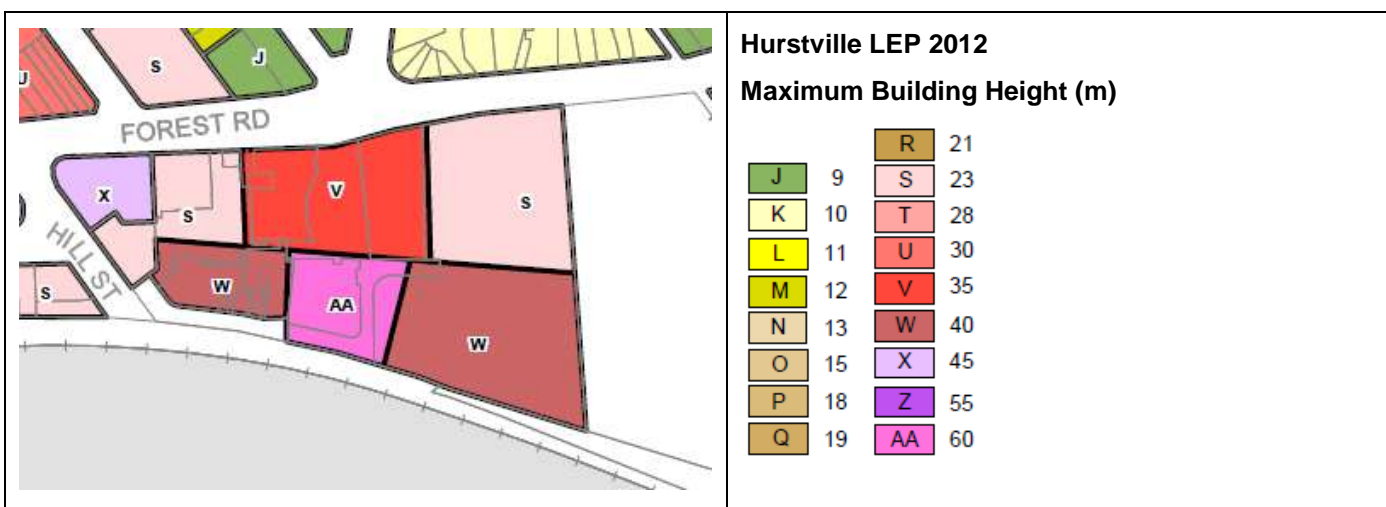 S
J
J
FOREST RD
X
S
V
S
HILL ST
W
AA
S
W
Hurstville LEP 2012
Maximum Building Height (m)
R 21
J 9 S 23
K 10 T 28
L 11 U 30
M 12 V 35
N 13 W 40
O 15 X 45
P 18 Z 55
Q 19 AA 60